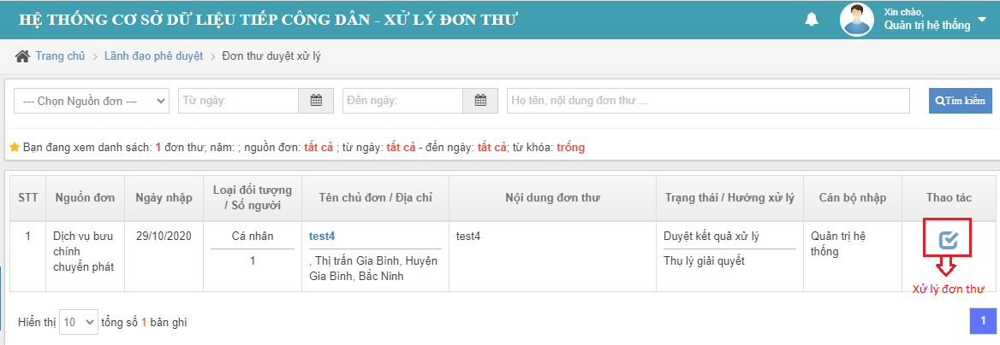 HỆ THỐNG CƠ SỞ DỮ LIỆU TIẾP CÔNG DÂN - XỬ LÝ ĐƠN THƯ
Xin chào,
Quản trị hệ thống
Trang chủ > Lãnh đạo phê duyệt > Đơn thư duyệt xử lý
--- Chọn Nguồn đơn --- Từ ngày: Đến ngày: Họ tên, nội dung đơn thư ... Tìm kiếm
Bạn đang xem danh sách: 1 đơn thư; năm: ; nguồn đơn: tất cả ; từ ngày: tất cả - đến ngày: tất cả; từ khóa: trống
STT
Nguồn đơn
Ngày nhập
Loại đối tượng
/ Số người
Tên chủ đơn / Địa chỉ
Nội dung đơn thư
Trạng thái / Hướng xử lý
Cán bộ nhập
Thao tác
1
Dịch vụ bưu
chính
chuyển phát
29/10/2020
Cá nhân
1
test4
, Thị trấn Gia Bình, Huyện
Gia Bình, Bắc Ninh
test4
Duyệt kết quả xử lý
Thụ lý giải quyết
Quản trị hệ
thống
Xử lý đơn thư
Hiển thị 10 tổng số 1 bản ghi
1